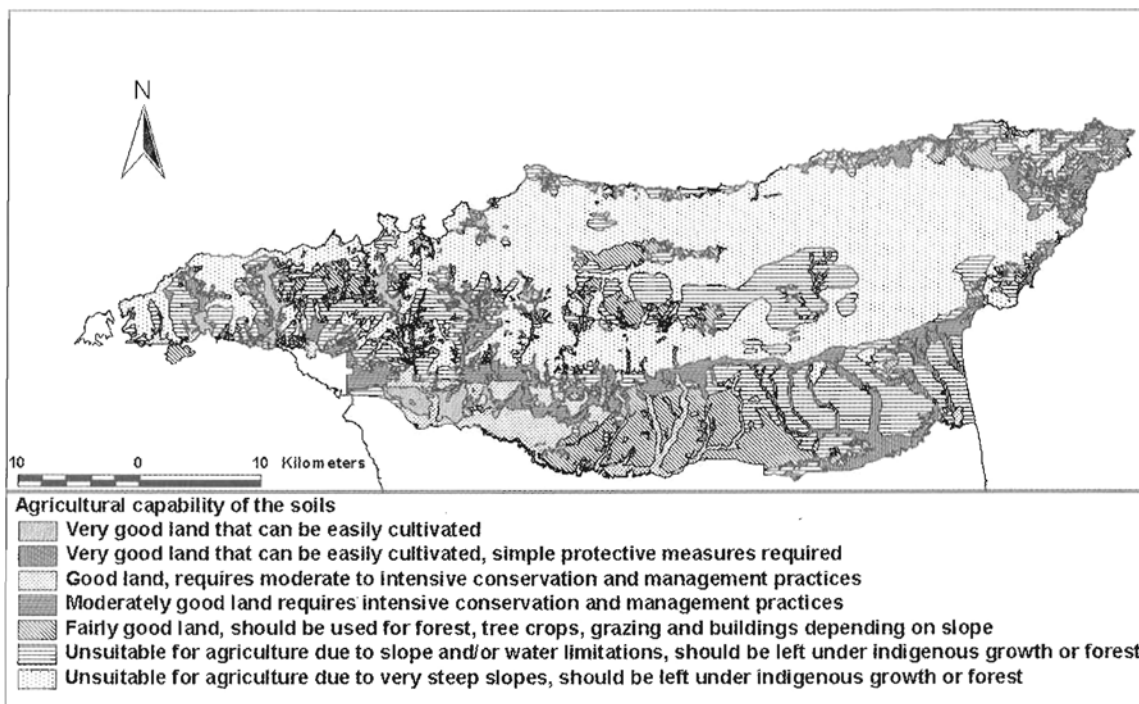 N
10 0 10 Kilometers
Agricultural capability of the soils
Very good land that can be easily cultivated
Very good land that can be easily cultivated, simple protective measures required
Good land, requires moderate to intensive conservation and management practices
Moderately good land requires intensive conservation and management practices
Fairly good land, should be used for forest, tree crops, grazing and buildings depending on slope
Unsuitable for agriculture due to slope and/or water limitations, should be left under indigenous growth or forest
Unsuitable for agriculture due to very steep slopes, should be left under indigenous growth or forest